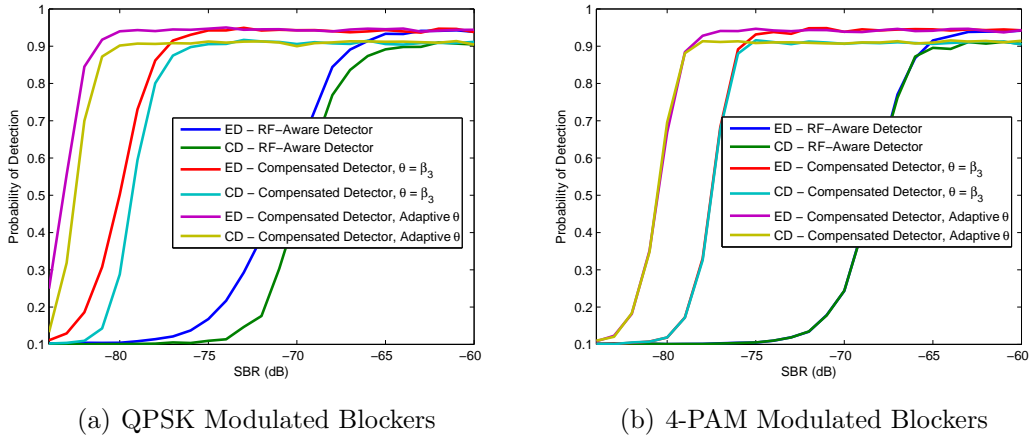 1
0.9
0.8
0.7
0.6
0.5
0.4
0.3
0.2
0.1
Probability of Detection
ED − RF−Aware Detector
CD − RF−Aware Detector
ED − Compensated Detector, θ = β3
CD − Compensated Detector, θ = β3
ED − Compensated Detector, Adaptive θ
CD − Compensated Detector, Adaptive θ
−80 −75 −70 −65 −60
SBR (dB)
(a) QPSK Modulated Blockers
1
0.9
0.8
0.7
0.6
0.5
0.4
0.3
0.2
0.1
Probability of Detection
ED − RF−Aware Detector
CD − RF−Aware Detector
ED − Compensated Detector, θ = β3
CD − Compensated Detector, θ = β3
ED − Compensated Detector, Adaptive θ
CD − Compensated Detector, Adaptive θ
−80 −75 −70 −65 −60
SBR (dB)
(b) 4-PAM Modulated Blockers